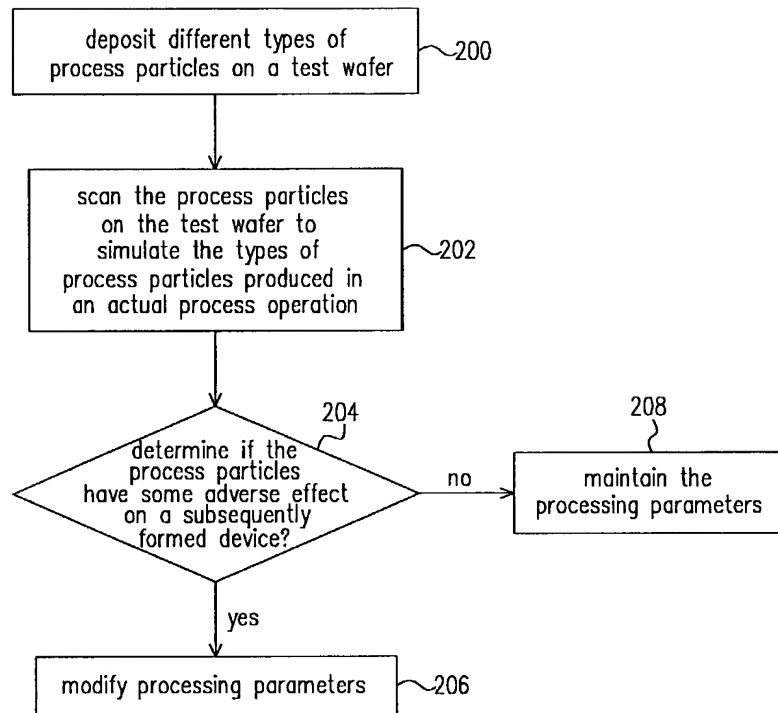 deposit different types of
process particles on a test wafer
200
scan the process particles
on the test wafer to
simulate the types of
process particles produced in
an actual process operation
202
204
determine if the
process particles
have some adverse effect
on a subsequently
formed device?
no
208
maintain the
processing parameters
yes
modify processing parameters
206